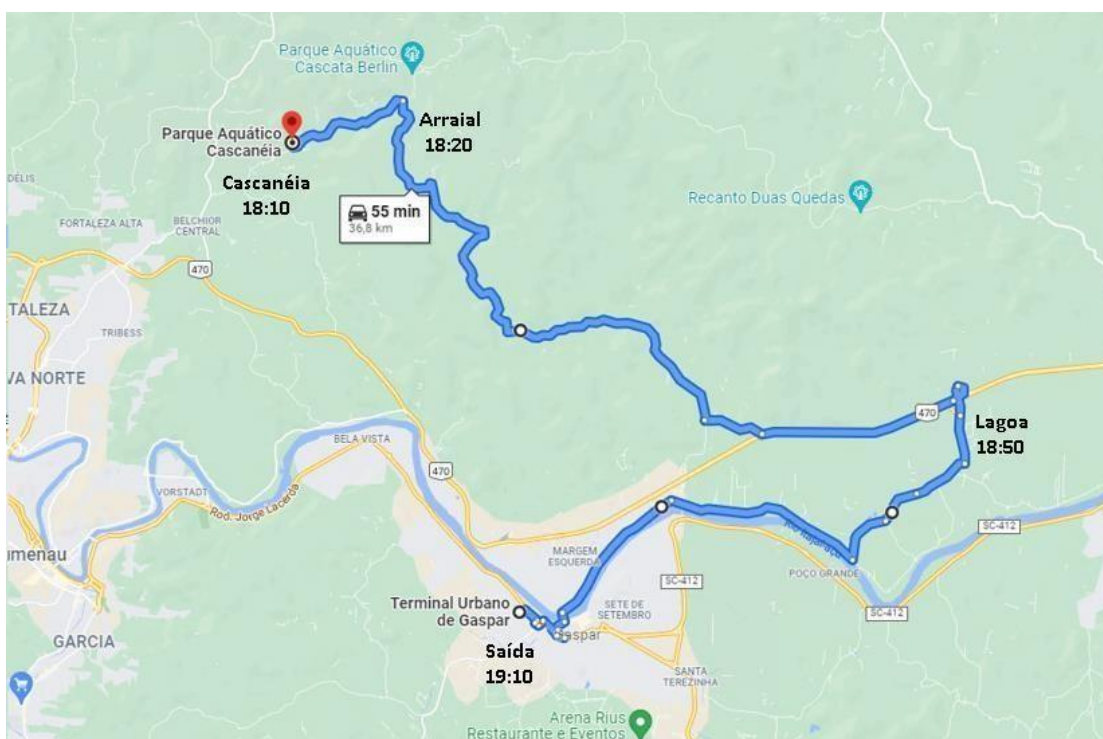 Parque Aquático
Cascata Berlin
Arraial
18:20
Parque Aquático
Cascanéia
Cascanéia
18:10
DÉLIS
55 min
36,8 km
Recanto Duas Quedas
FORTALEZA ALTA
BELCHIOR
CENTRAL
470
TALEZA
TRIBESS
VA NORTE
470
Lagoa
18:50
BELA VISTA
470
VORSTADT
Rod. Jorge Lacerda
SC-412
umenau
MARGEM
ESQUERDA
POÇO GRANDE
SC-412
SC-412
Terminal Urbano
de Gaspar
SETE DE
SETEMBRO
Gaspar
GARCIA
Saída
19:10
SANTA
TEREZINHA
Arena Rius
Restaurante e Eventos